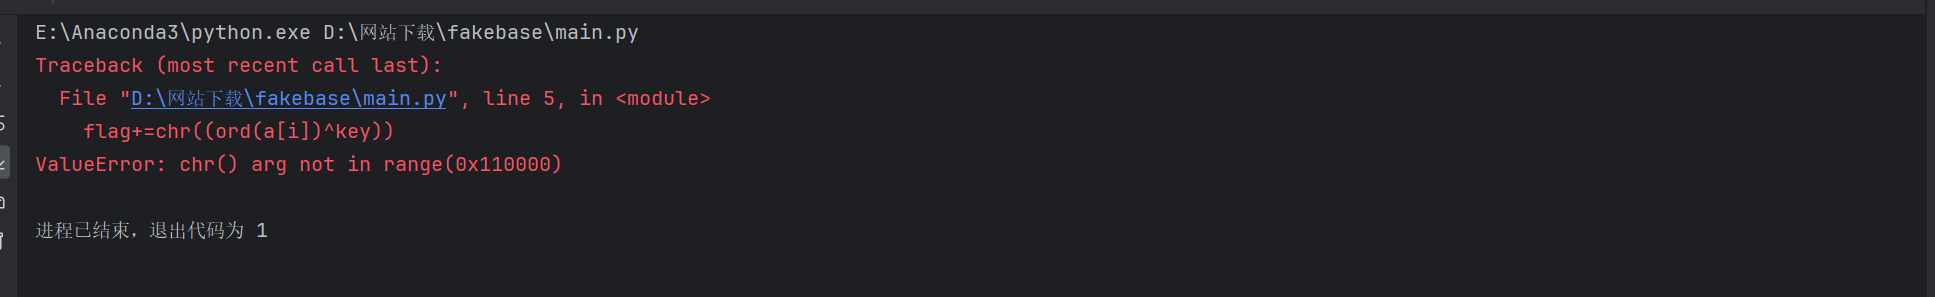 E:\Anaconda3\python.exe D:\网站下载\fakebase\main.py
Traceback (most recent call last):
  File "D:\网站下载\fakebase\main.py", line 5, in <module>
    flag+=chr((ord(a[i])^key))
ValueError: chr() arg not in range(0x110000)
进程已结束，退出代码为 1